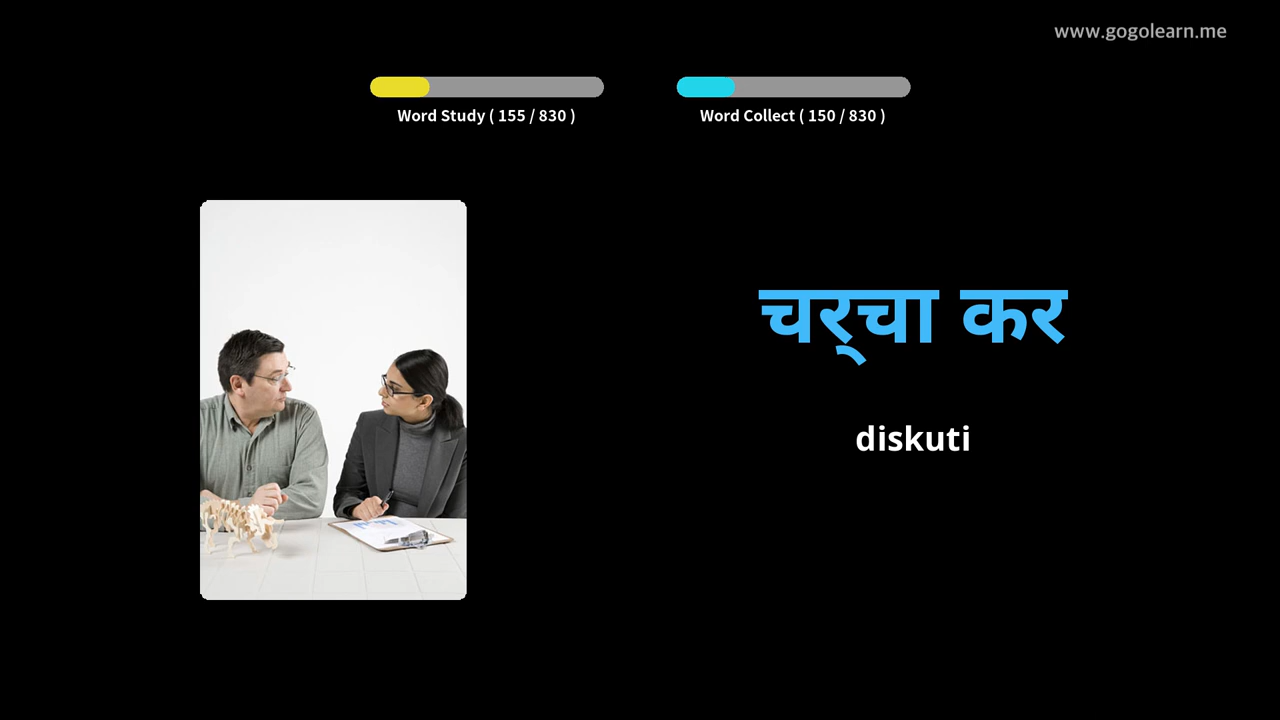 www.gogolearn.me
Word Study ( 155 / 830 )
Word Collect ( 150 / 830 )
चर्‌चा कर
diskuti